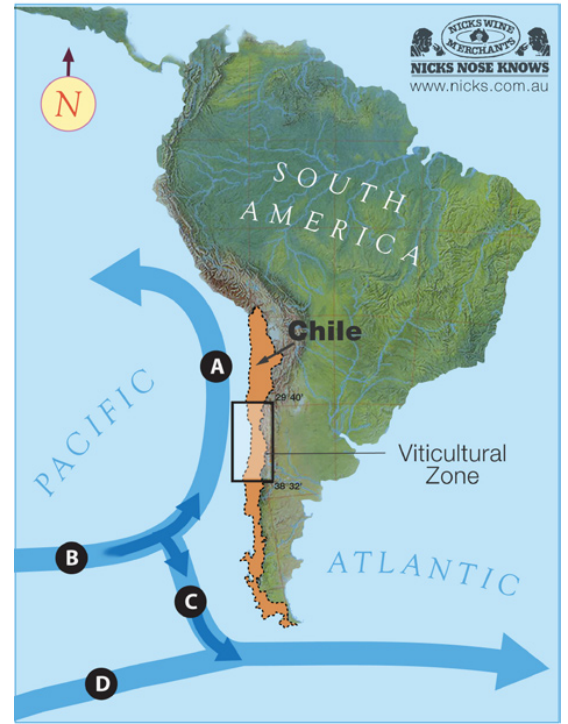 NICKS WINE
MERCHANTS
NICKS NOSE KNOWS
www.nicks.com.au
N
SOUTH
AMERICA
Chile
A
29° 40'
PACIFIC
Viticultural
Zone
38° 32'
B
ATLANTIC
C
D